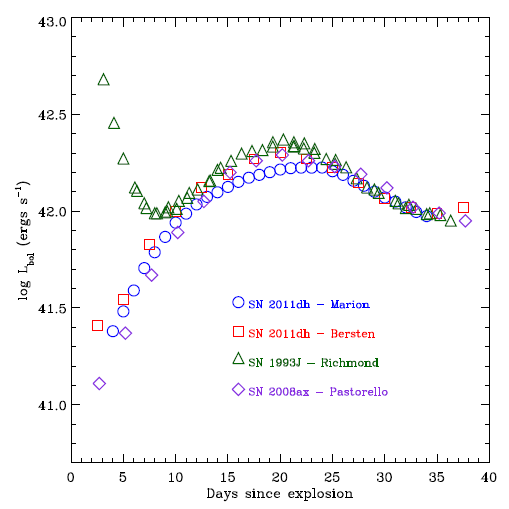 43.0
42.5
42.0
41.5
41.0
log L_bol (ergs s⁻¹)
SN 2011dh – Marion
SN 2011dh – Bersten
SN 1993J – Richmond
SN 2008ax – Pastorello
0 5 10 15 20 25 30 35 40
Days since explosion